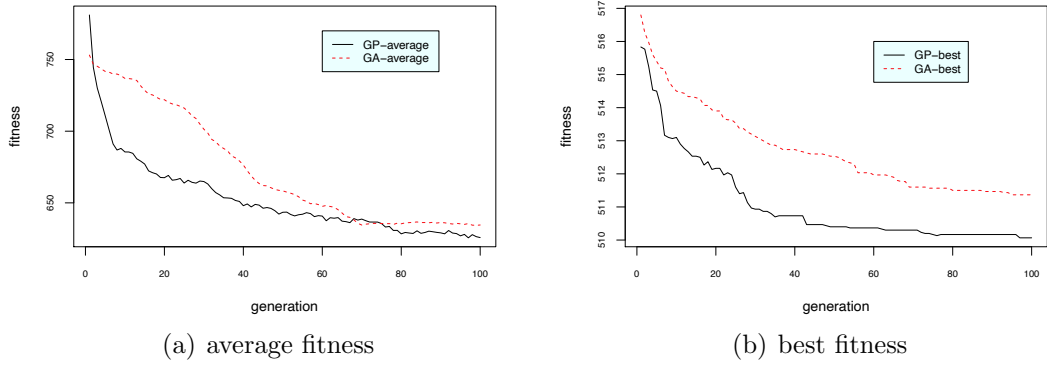 GP-average
GA-average
fitness
750
700
650
0
20
40
60
80
100
generation
(a) average fitness
GP-best
GA-best
fitness
517
516
515
514
513
512
511
510
0
20
40
60
80
100
generation
(b) best fitness